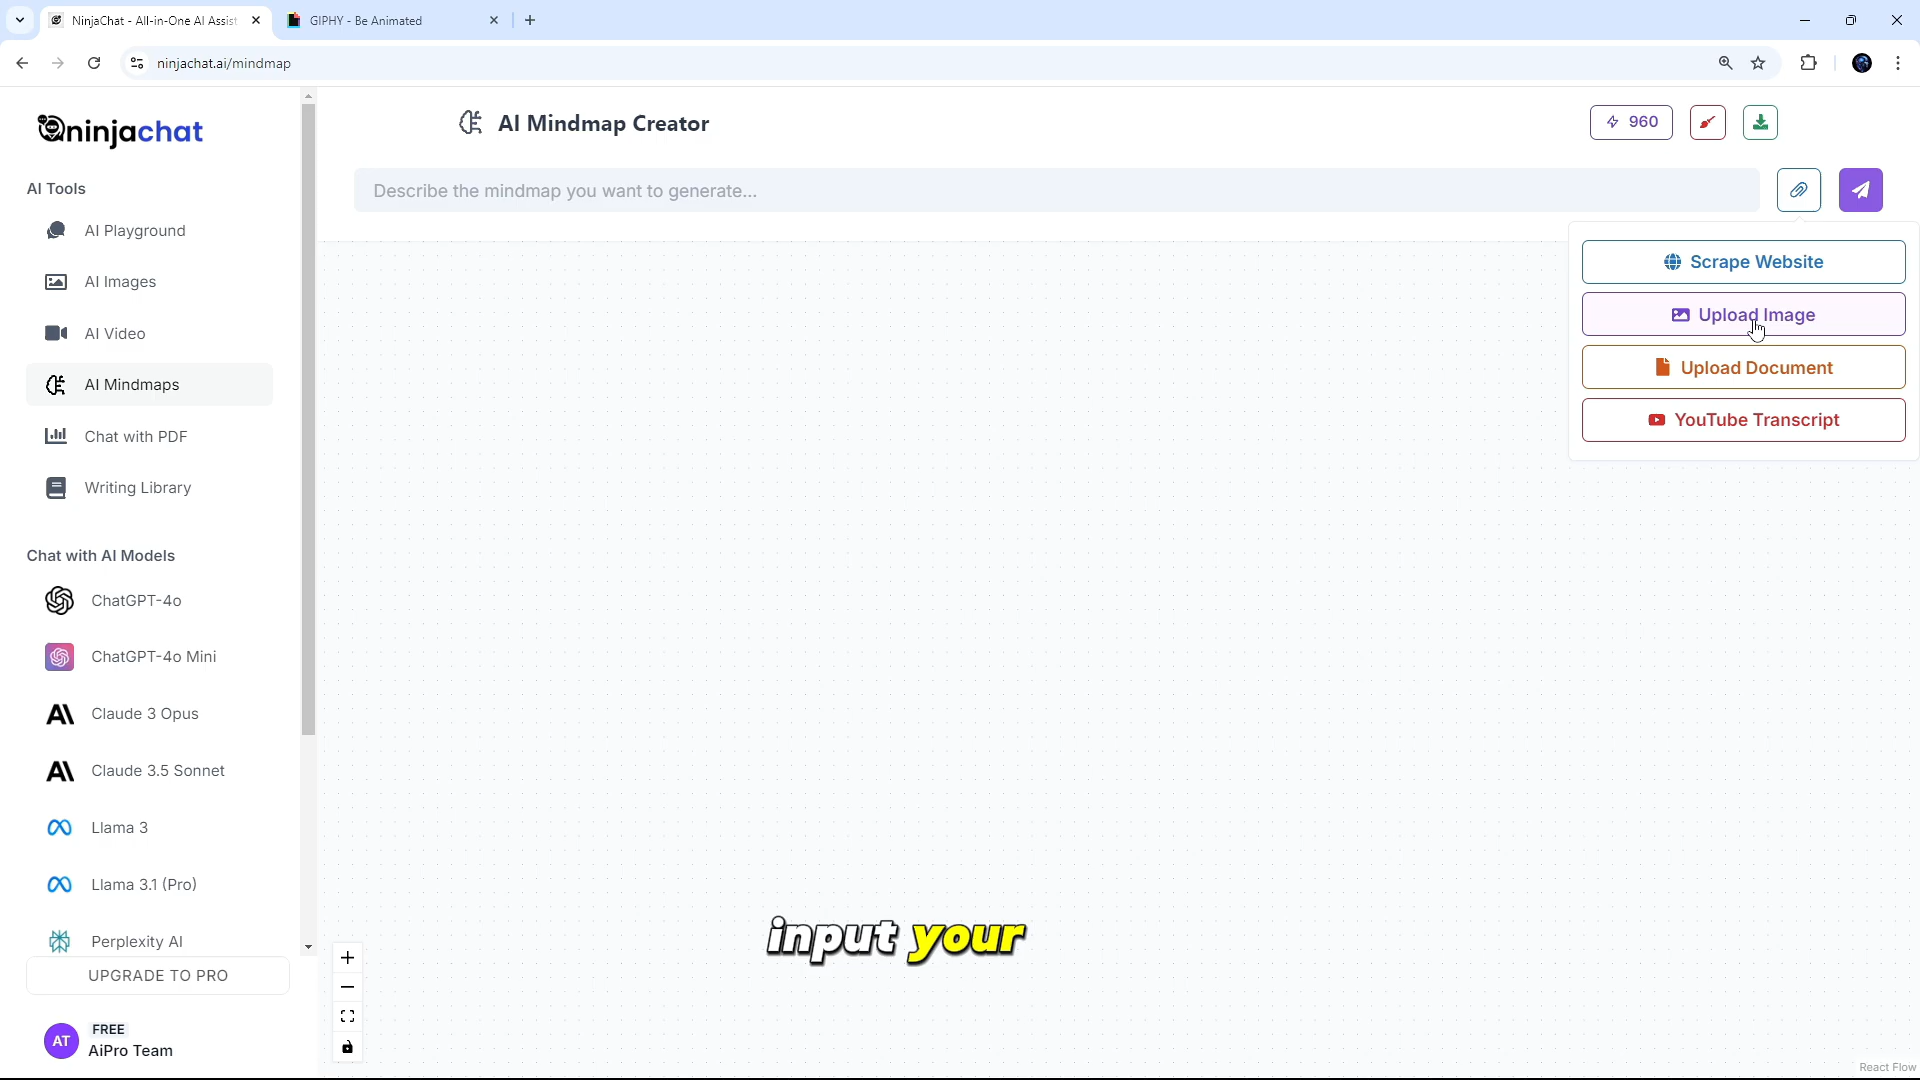 NinjaChat - All-in-One AI Assist
GIPHY - Be Animated
ninjachat.ai/mindmap
ninjachat
AI Tools
AI Playground
AI Images
AI Video
AI Mindmaps
Chat with PDF
Writing Library
Chat with AI Models
ChatGPT-4o
ChatGPT-4o Mini
Claude 3 Opus
Claude 3.5 Sonnet
Llama 3
Llama 3.1 (Pro)
Perplexity AI
UPGRADE TO PRO
AT
FREE
AiPro Team
AI Mindmap Creator
960
Describe the mindmap you want to generate...
Scrape Website
Upload Image
Upload Document
YouTube Transcript
input your
React Flow